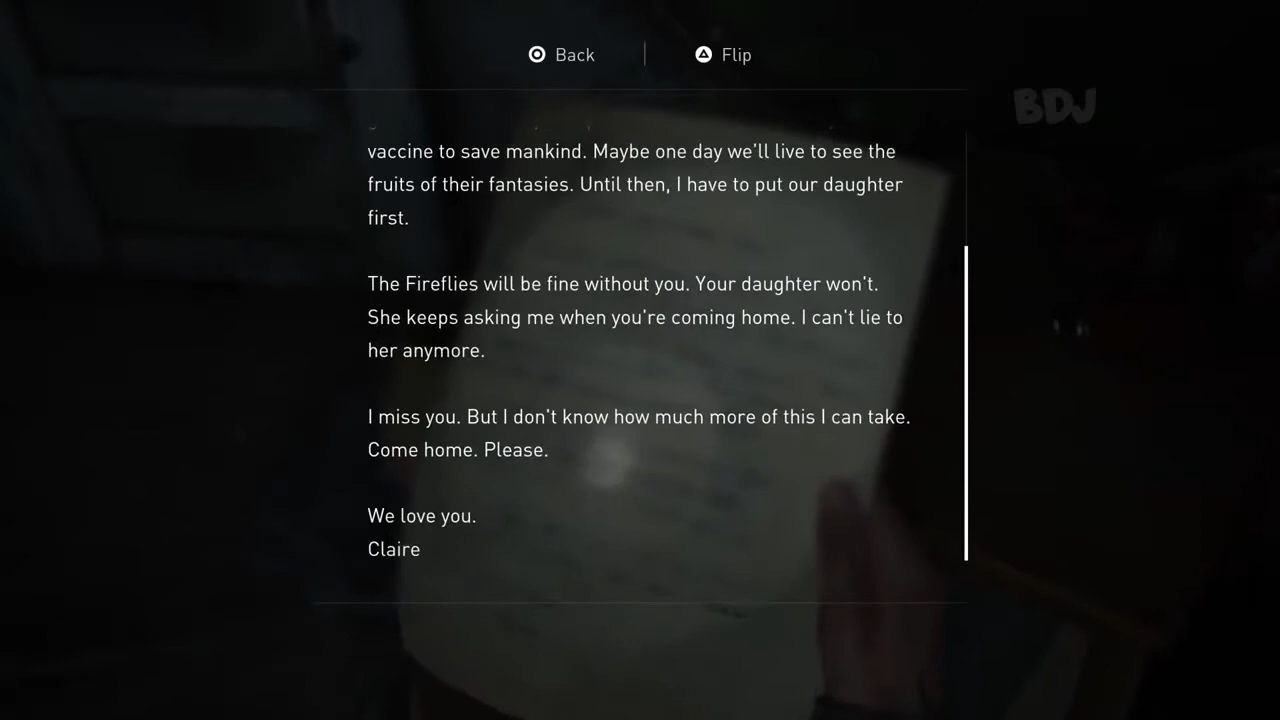 Back
Flip
BDJ
vaccine to save mankind. Maybe one day we'll live to see the
fruits of their fantasies. Until then, I have to put our daughter
first.
The Fireflies will be fine without you. Your daughter won't.
She keeps asking me when you're coming home. I can't lie to
her anymore.
I miss you. But I don't know how much more of this I can take.
Come home. Please.
We love you.
Claire